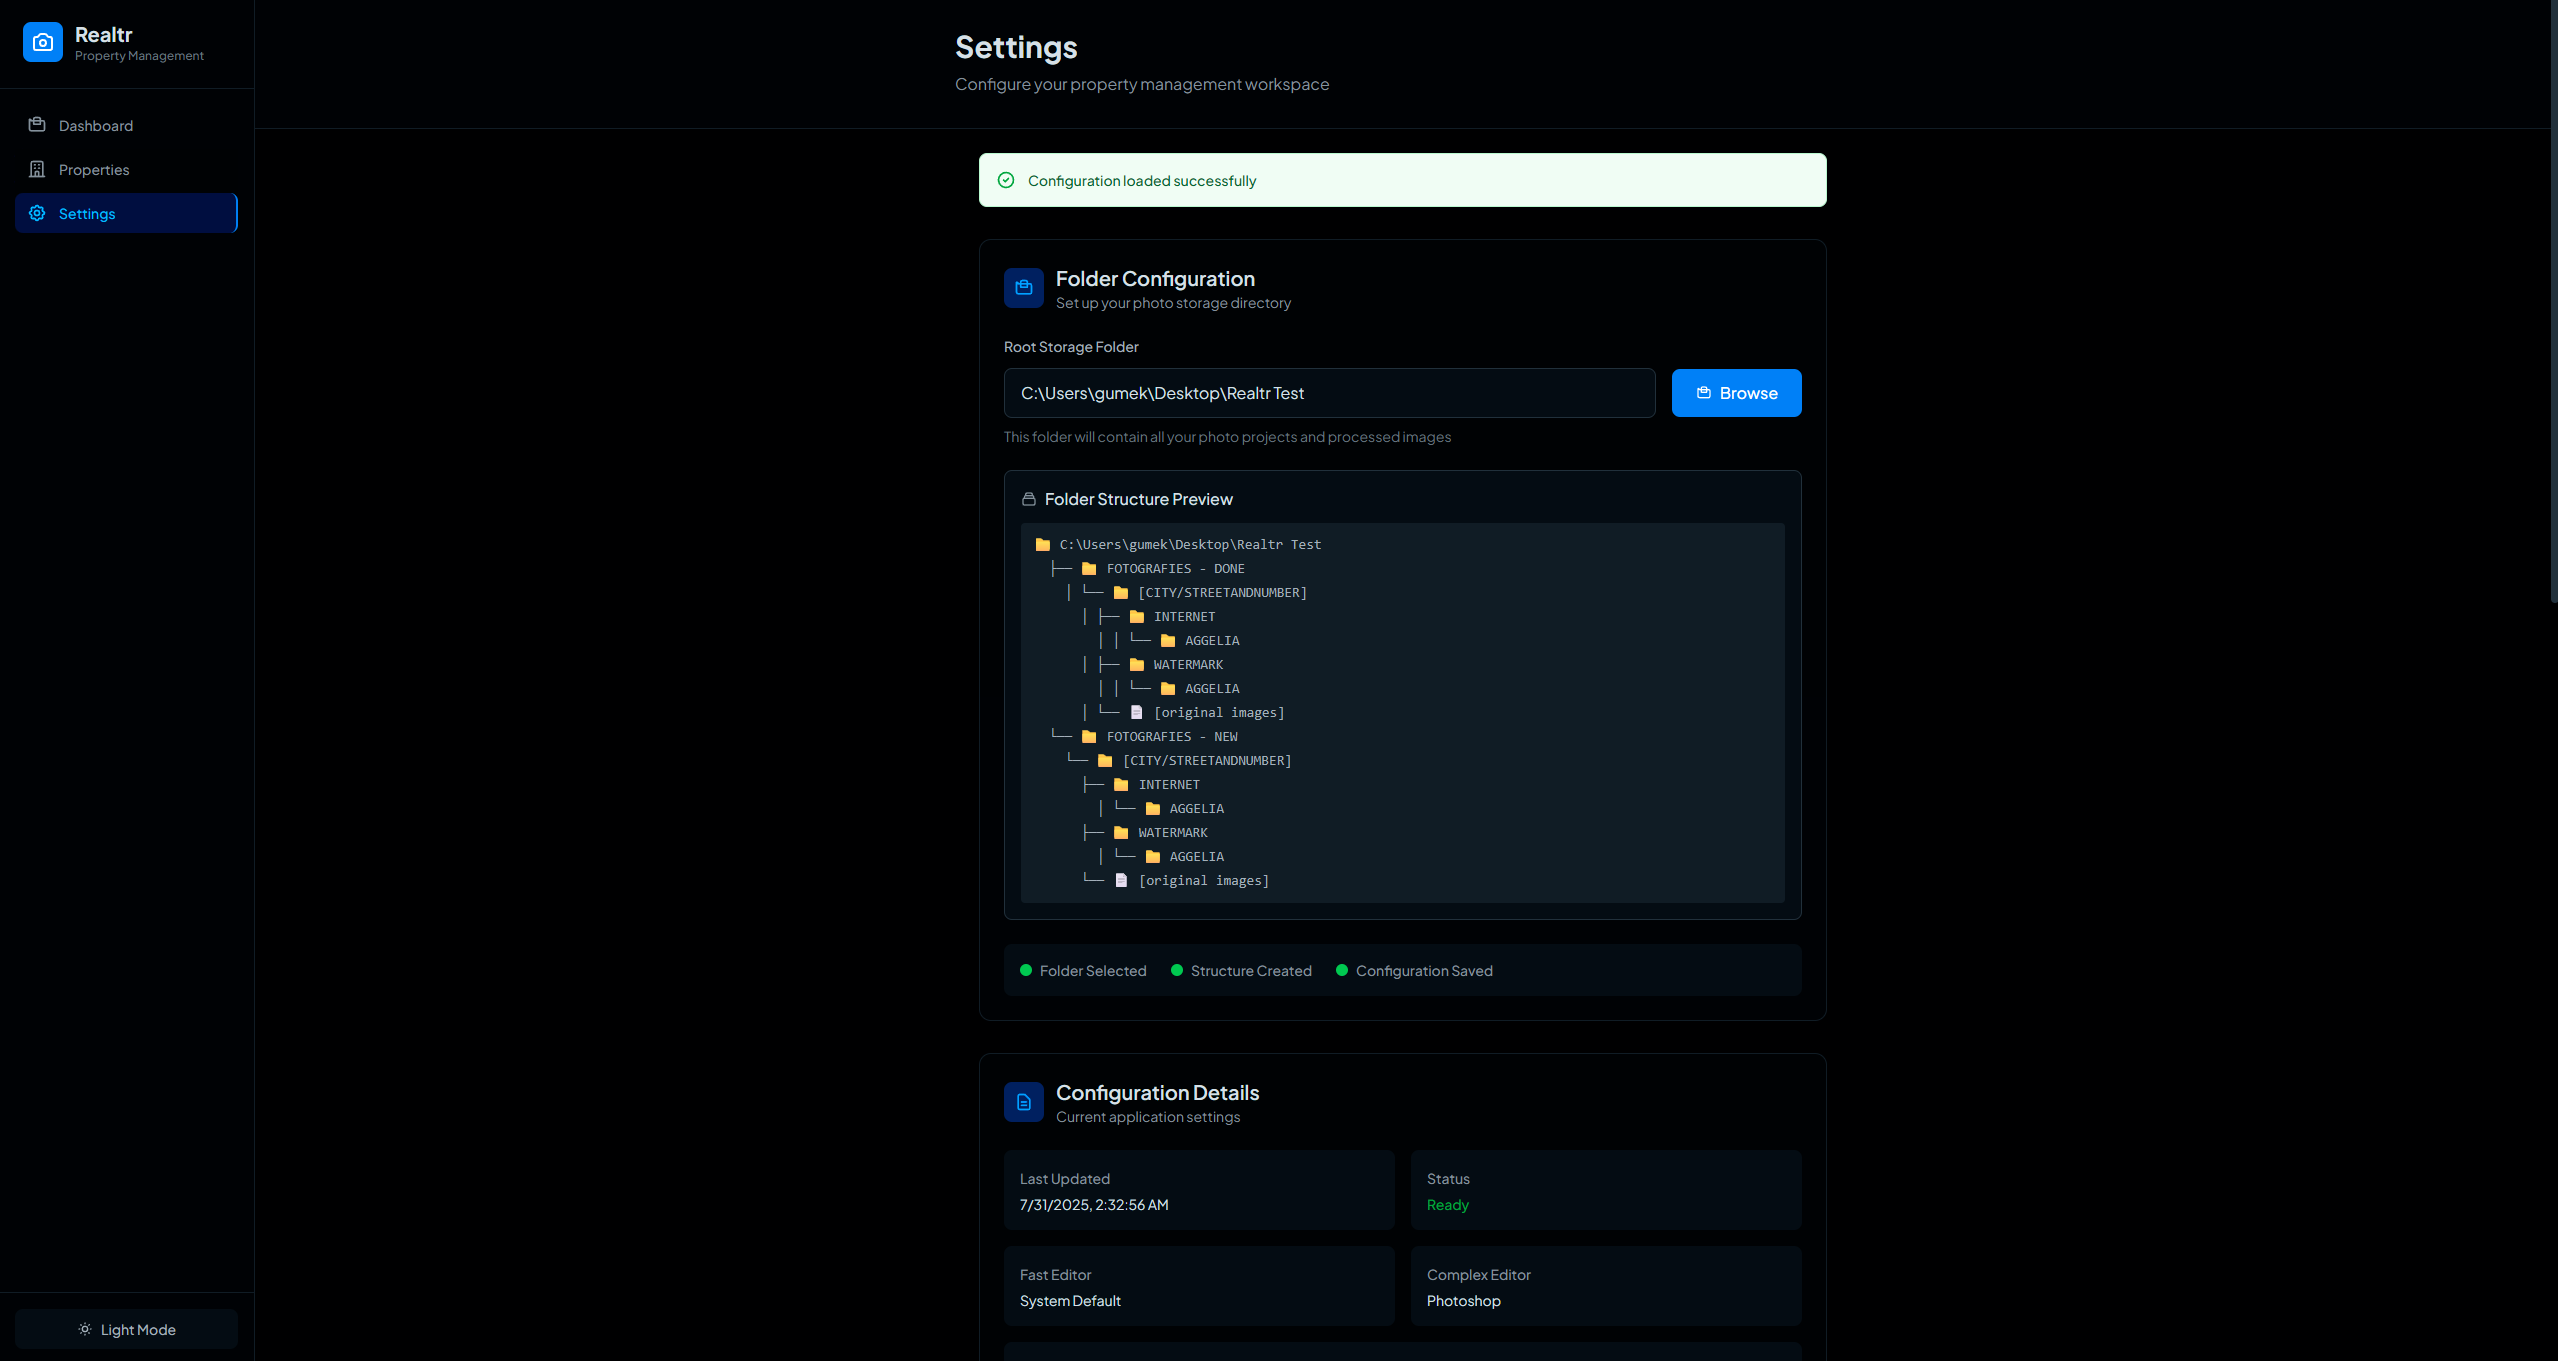 Realtr
Property Management
Dashboard
Properties
Settings
Light Mode
Settings
Configure your property management workspace
Configuration loaded successfully
Folder Configuration
Set up your photo storage directory
Root Storage Folder
C:\Users\gumek\Desktop\Realtr Test
Browse
This folder will contain all your photo projects and processed images
Folder Structure Preview
C:\Users\gumek\Desktop\Realtr Test
├── FOTOGRAFIES - DONE
│ └── [CITY/STREETANDNUMBER]
│ ├── INTERNET
│ │ └── AGGELIA
│ ├── WATERMARK
│ │ └── AGGELIA
│ └── [original images]
└── FOTOGRAFIES - NEW
└── [CITY/STREETANDNUMBER]
├── INTERNET
│ └── AGGELIA
├── WATERMARK
│ └── AGGELIA
└── [original images]
Folder Selected Structure Created Configuration Saved
Configuration Details
Current application settings
Last Updated
7/31/2025, 2:32:56 AM
Status
Ready
Fast Editor
System Default
Complex Editor
Photoshop